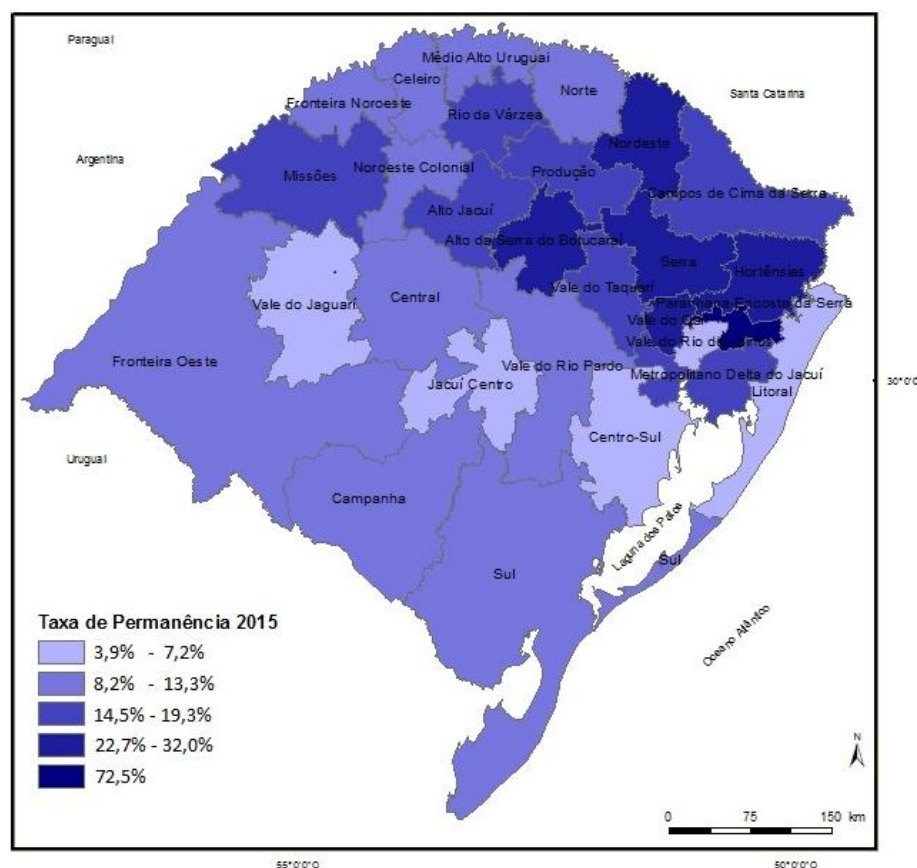 Paraguai
Santa Catarina
Argentina
Uruguai
Médio Alto Uruguai
Celeiro
Norte
Fronteira Noroeste
Rio da Várzea
Nordeste
Noroeste Colonial
Produção
Missões
Campos de Cima da Serra
Alto Jacuí
Alto da Serra do Botucaraí
Serra
Hortênsias
Vale do Taquari
Central
Vale do Jaguari
Paranhana-Encosta da Serra
Vale do Caí
Vale do Rio dos Sinos
Fronteira Oeste
Vale do Rio Pardo
Metropolitano Delta do Jacuí
Jacuí Centro
Litoral
30°0'0
Centro-Sul
Campanha
Laguna dos Patos
Sul
Sul
Oceano Atlântico
Taxa de Permanência 2015
3,9% - 7,2%
8,2% - 13,3%
14,5% - 19,3%
22,7% - 32,0%
72,5%
N
0 75 150 km
55°0'0"O
50°0'0"O